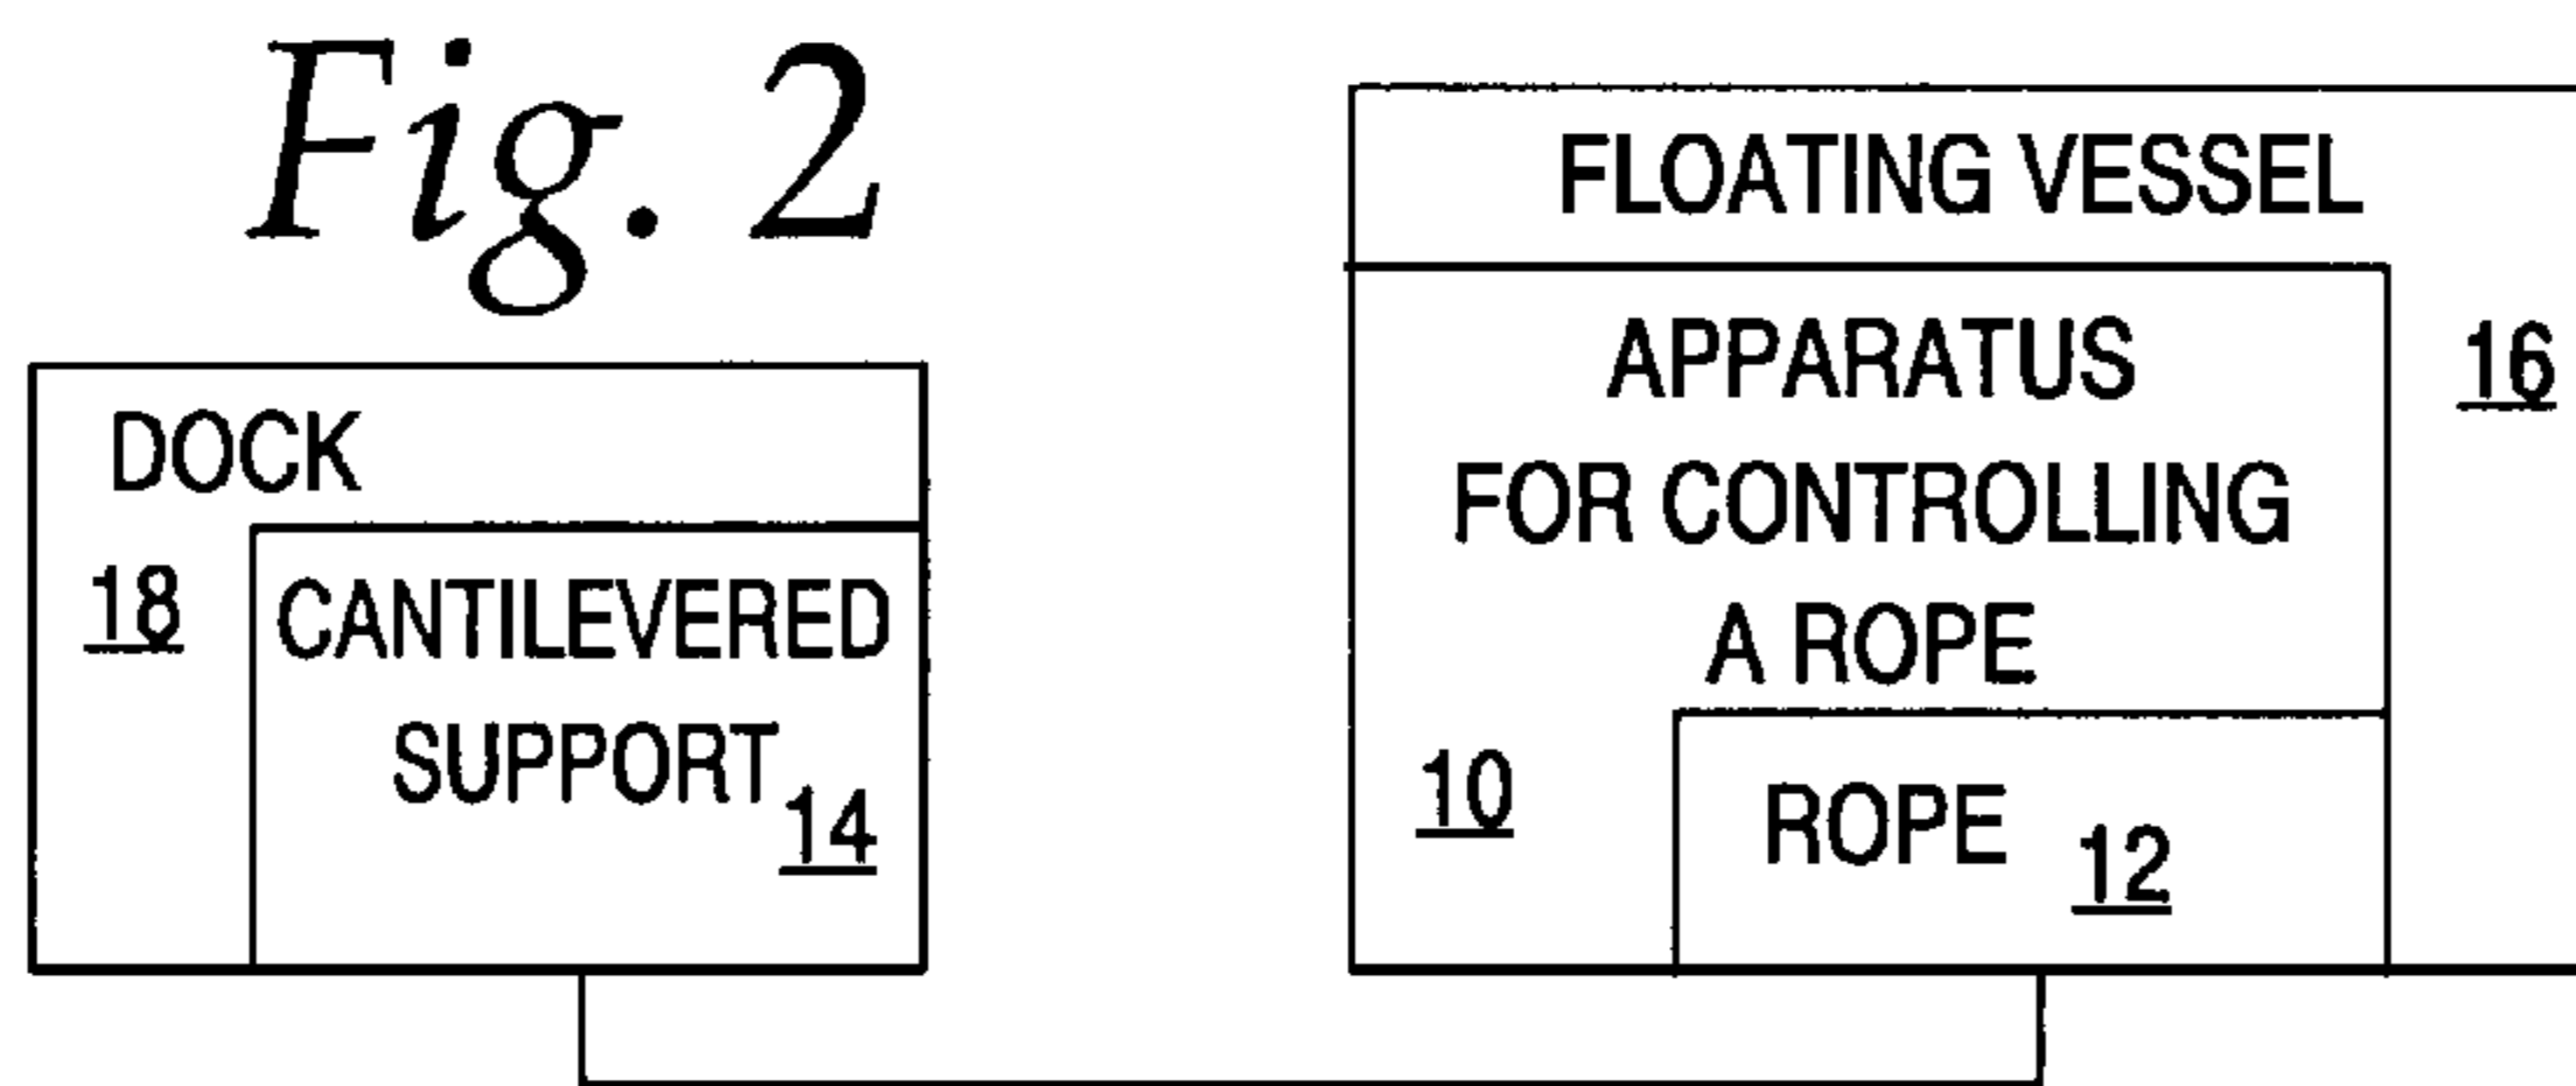 Fig. 2
DOCK
18
CANTILEVERED
SUPPORT
14
FLOATING VESSEL
16
APPARATUS
FOR CONTROLLING
A ROPE
10
ROPE
12